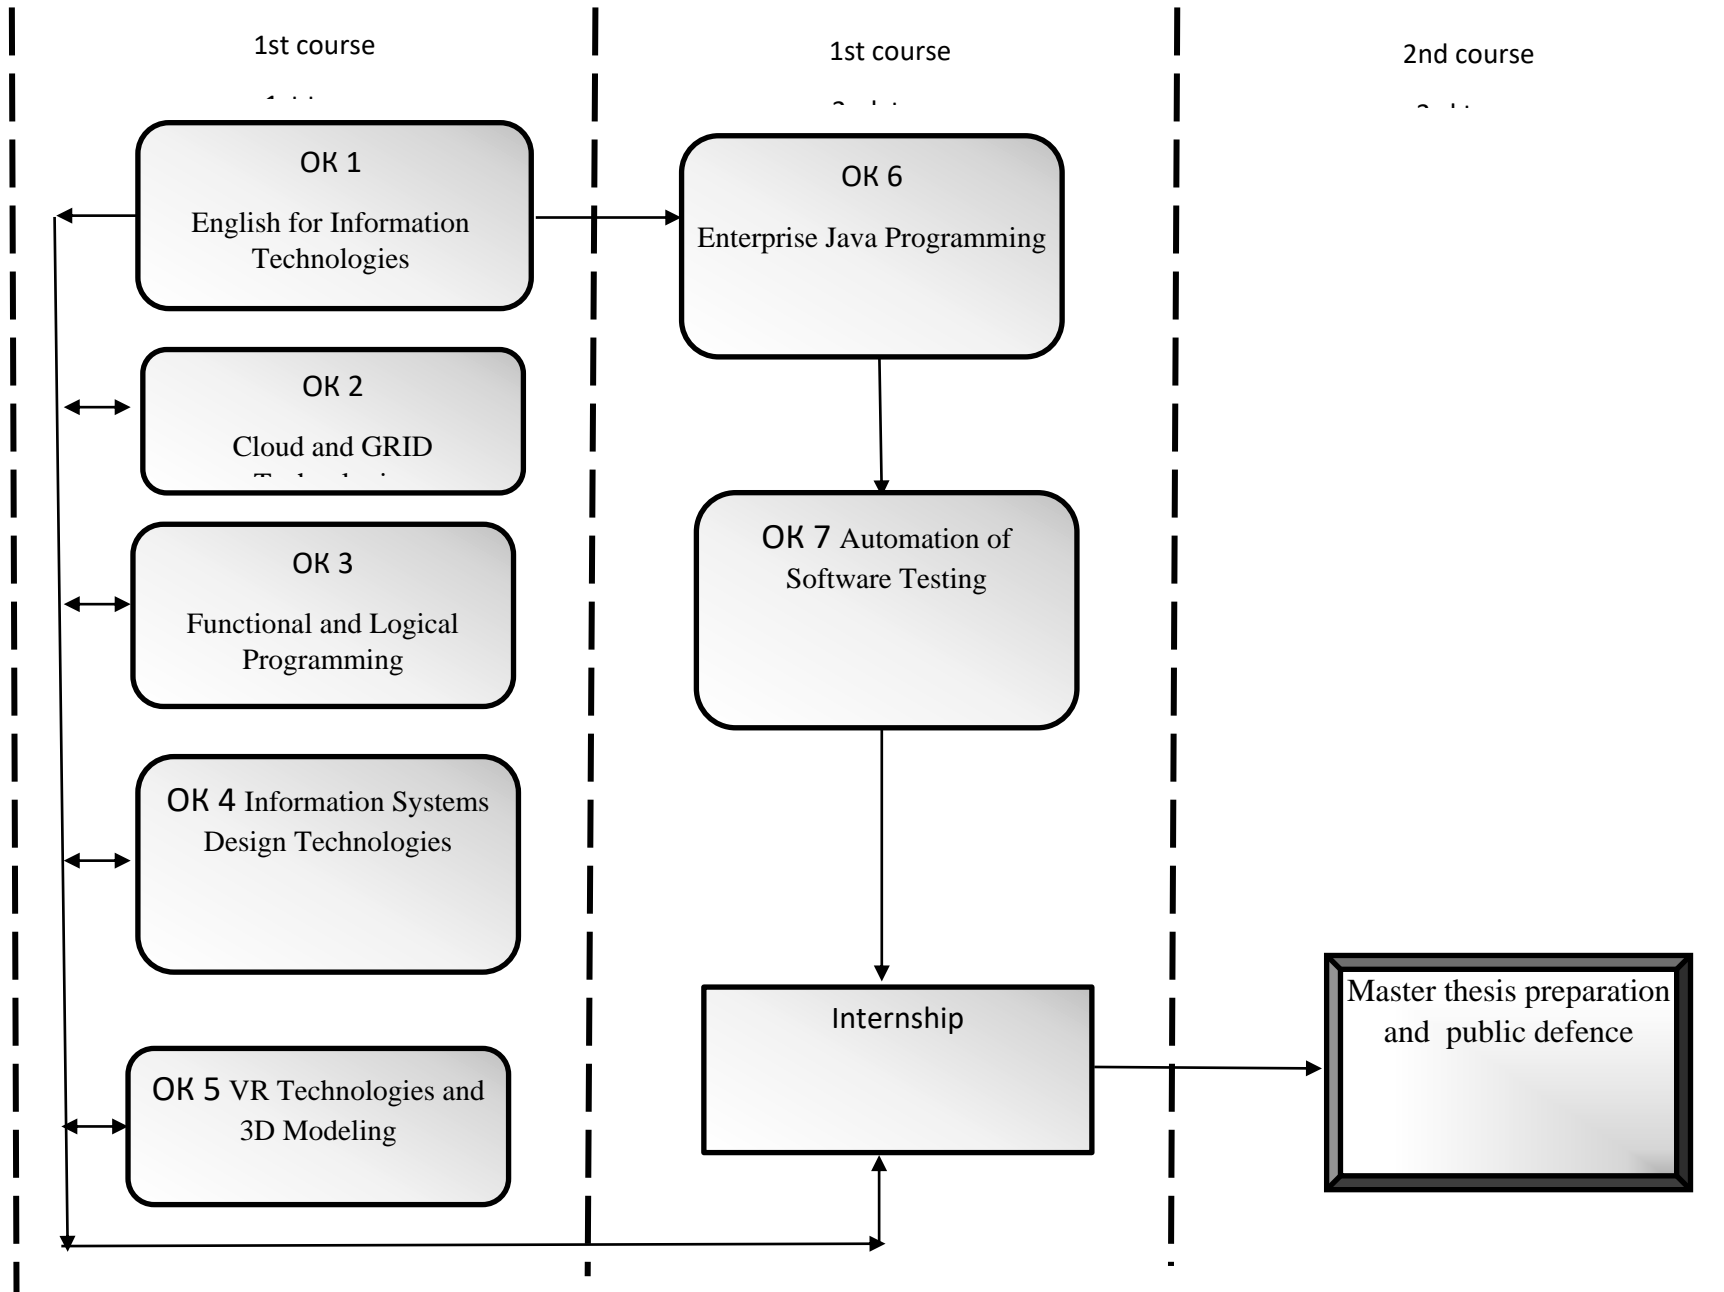 1st course
ОК 1
English for Information
Technologies
ОК 2
Cloud and GRID
ОК 3
Functional and Logical
Programming
ОК 4 Information Systems
Design Technologies
ОК 5 VR Technologies and
3D Modeling
1st course
ОК 6
Enterprise Java Programming
ОК 7 Automation of
Software Testing
Internship
2nd course
Master thesis preparation
and public defence